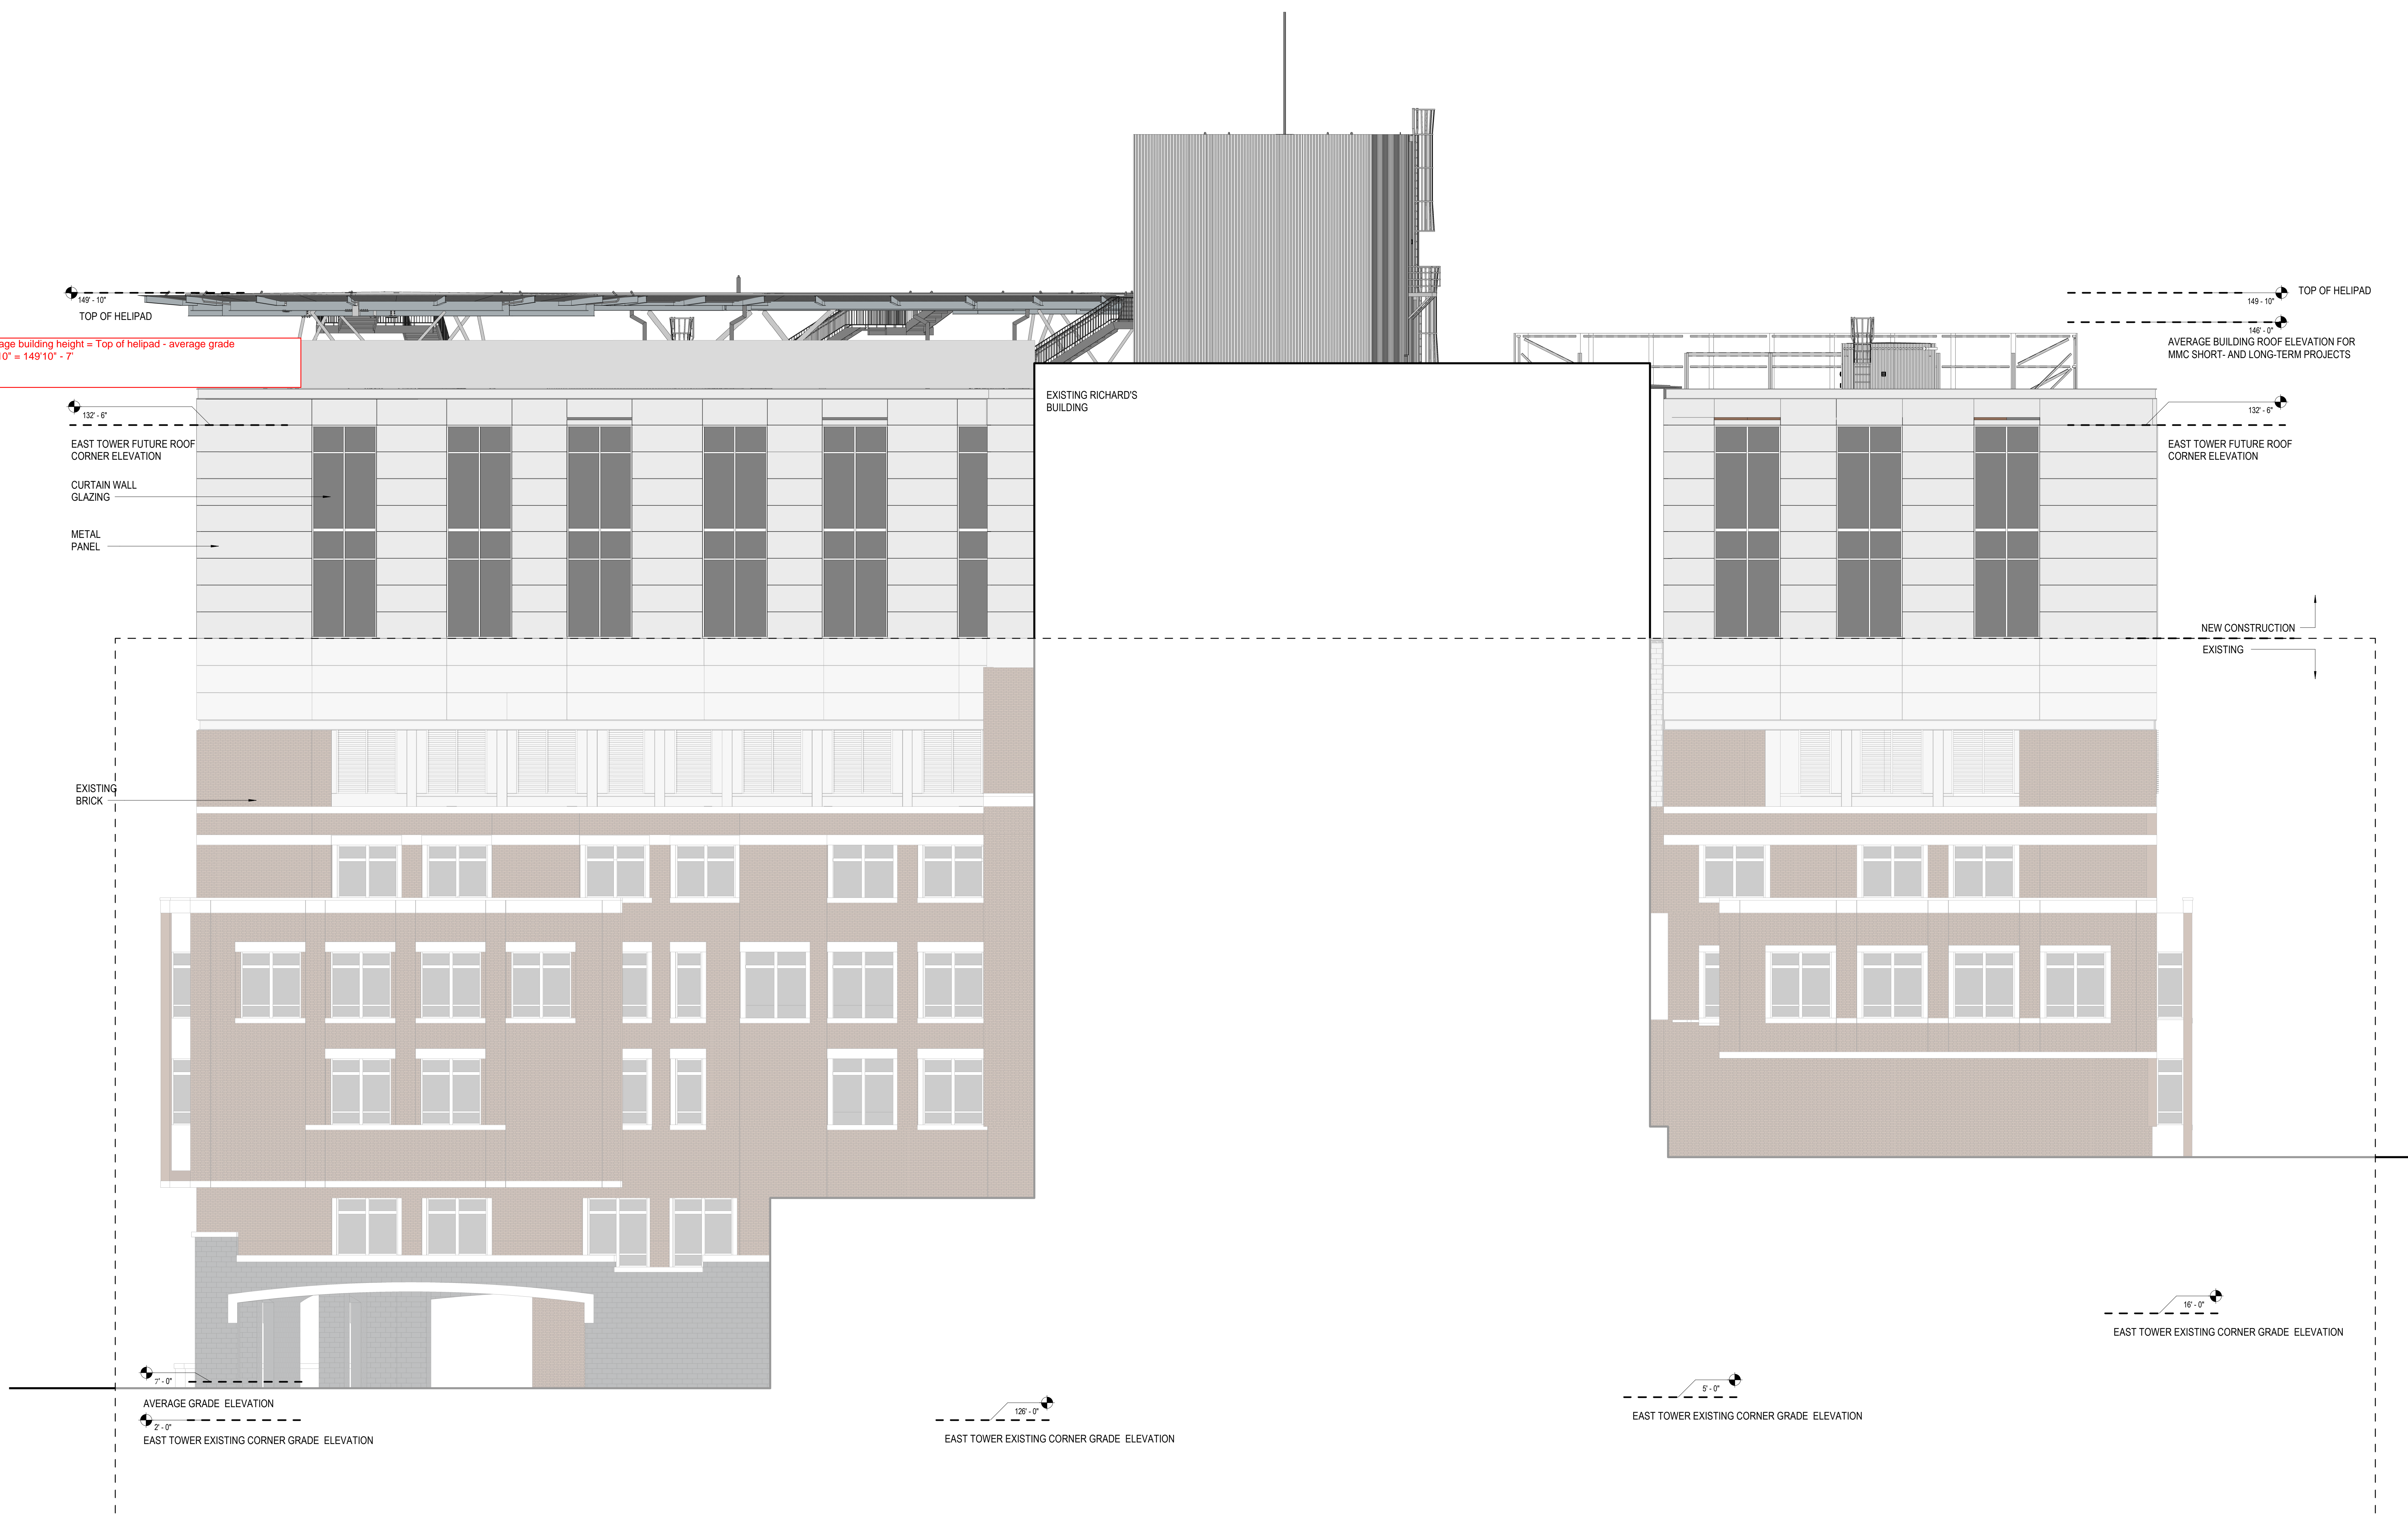 149' - 10"
TOP OF HELIPAD
age building height = Top of helipad - average grade
10" = 149'10" - 7'
132' - 6"
EAST TOWER FUTURE ROOF
CORNER ELEVATION
CURTAIN WALL
GLAZING
METAL
PANEL
EXISTING
BRICK
EXISTING RICHARD'S
BUILDING
149 - 10"
TOP OF HELIPAD
146' - 0"
AVERAGE BUILDING ROOF ELEVATION FOR
MMC SHORT- AND LONG-TERM PROJECTS
132' - 6"
EAST TOWER FUTURE ROOF
CORNER ELEVATION
NEW CONSTRUCTION
EXISTING
7' - 0"
AVERAGE GRADE ELEVATION
2' - 0"
EAST TOWER EXISTING CORNER GRADE ELEVATION
126' - 0"
EAST TOWER EXISTING CORNER GRADE ELEVATION
5' - 0"
EAST TOWER EXISTING CORNER GRADE ELEVATION
16' - 0"
EAST TOWER EXISTING CORNER GRADE ELEVATION